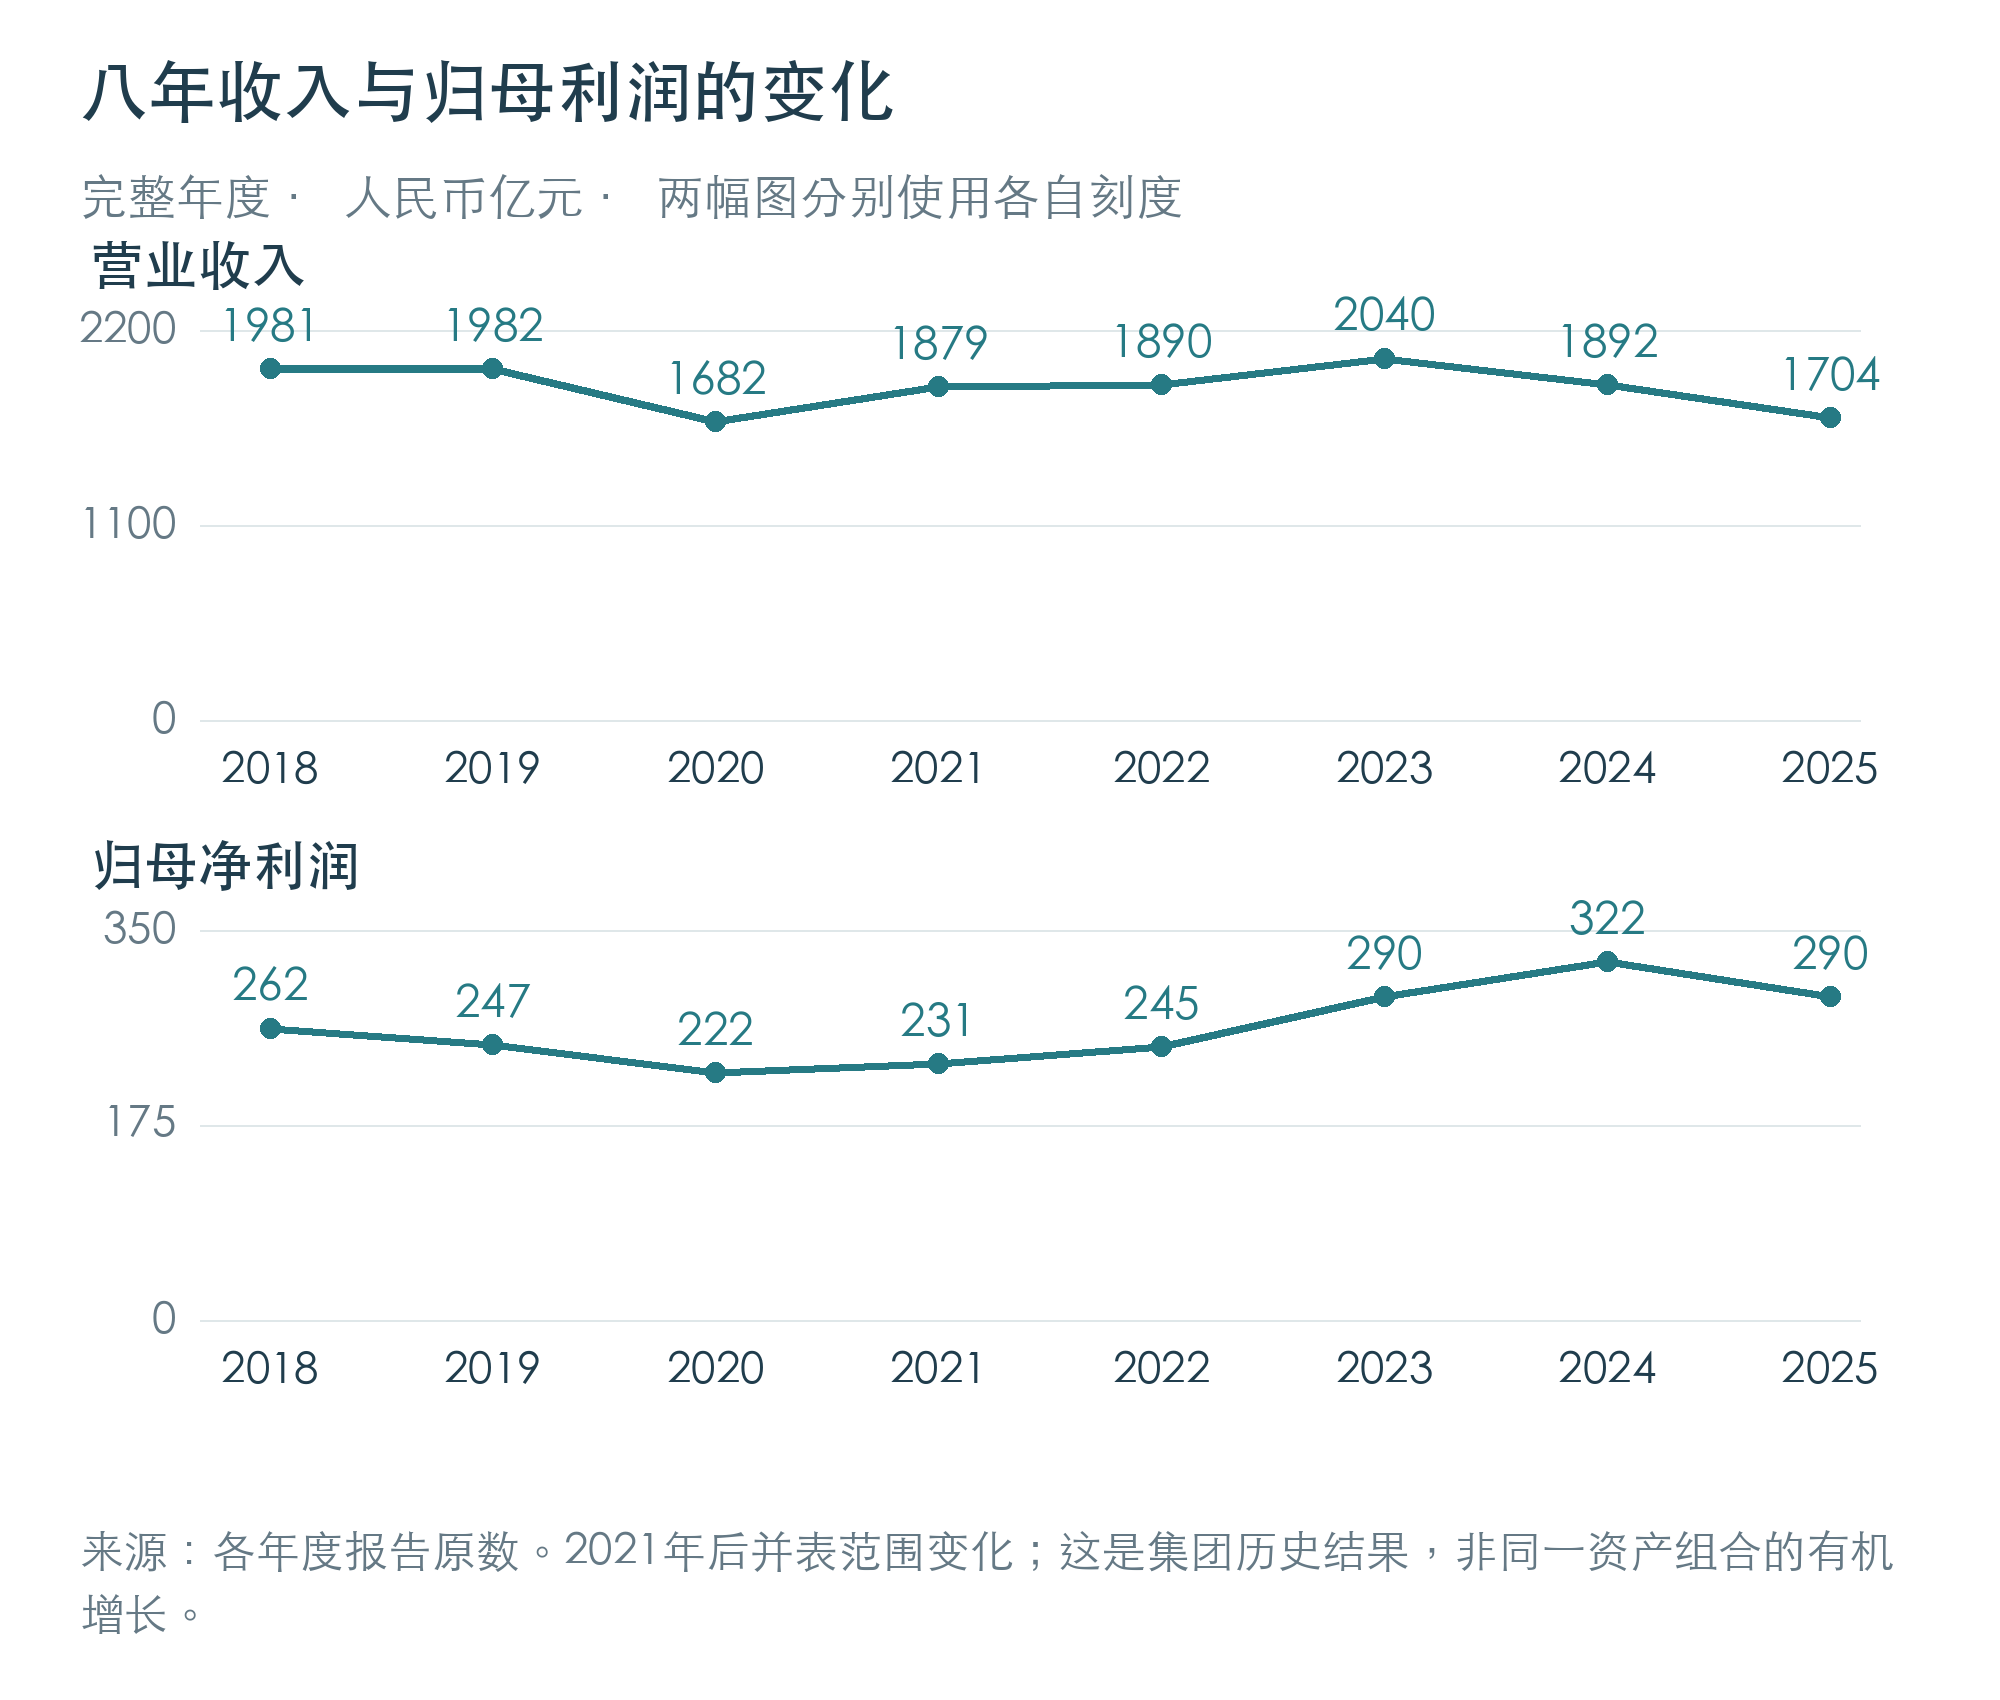 八年收入与归母利润的变化
完整年度 · 人民币亿元 · 两幅图分别使用各自刻度
营业收入
2200
1981 1982 1682 1879 1890 2040 1892 1704
1100
0
2018 2019 2020 2021 2022 2023 2024 2025
归母净利润
350
262 247 222 231 245 290 322 290
175
0
2018 2019 2020 2021 2022 2023 2024 2025
来源：各年度报告原数。2021年后并表范围变化；这是集团历史结果，非同一资产组合的有机
增长。